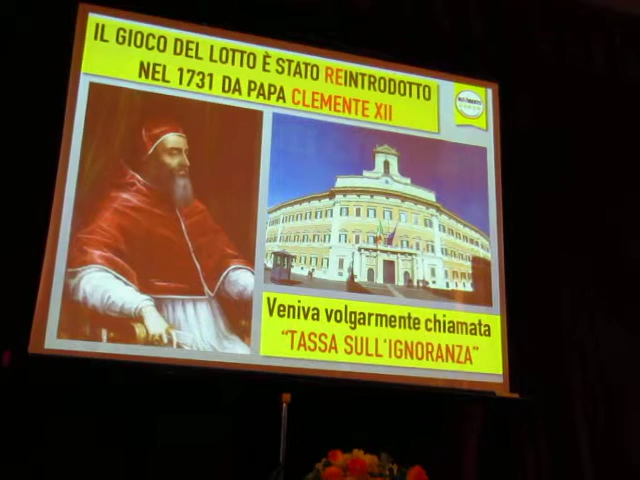 IL GIOCO DEL LOTTO È STATO REINTRODOTTO
NEL 1731 DA PAPA CLEMENTE XII
Veniva volgarmente chiamata
“TASSA SULL'IGNORANZA”